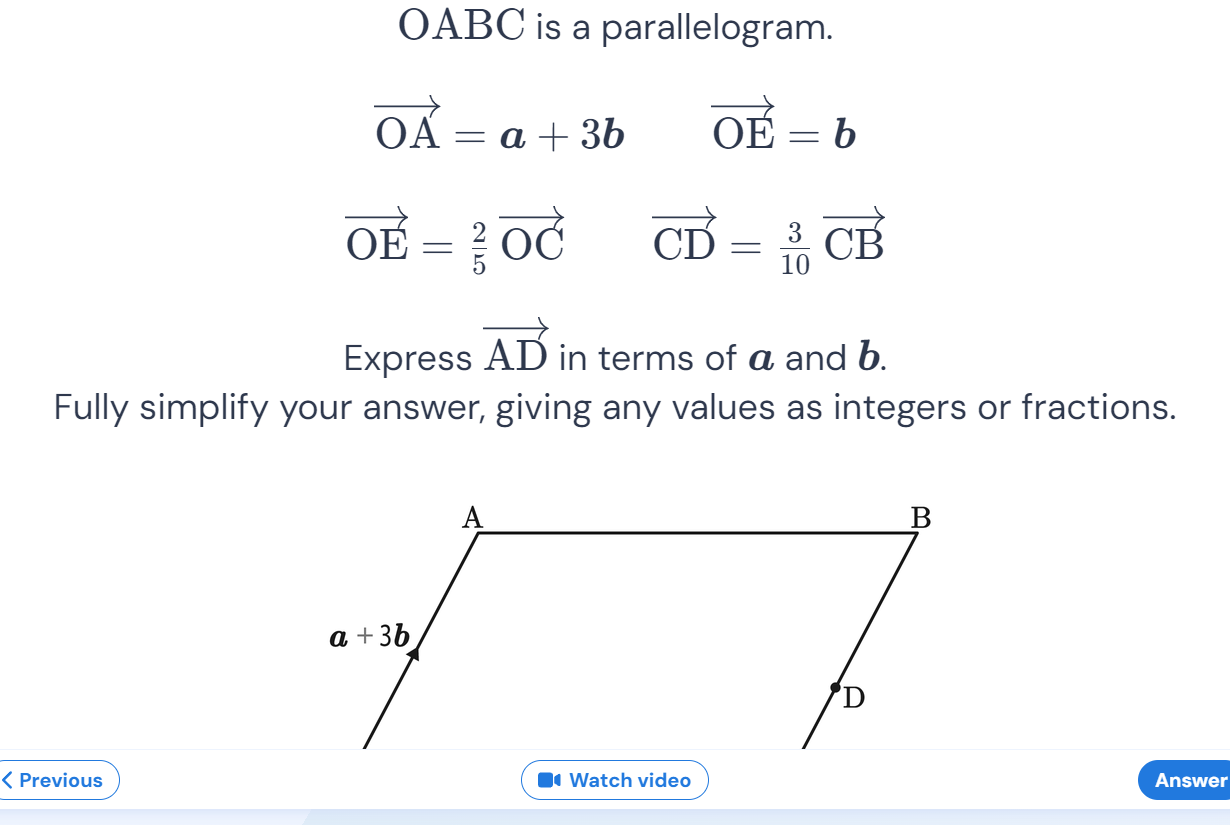 OABC is a parallelogram.
$\overrightarrow{OA} = \boldsymbol{a} + 3\boldsymbol{b}$ $\overrightarrow{OE} = \boldsymbol{b}$
$\overrightarrow{OE} = \frac{2}{5}\overrightarrow{OC}$ $\overrightarrow{CD} = \frac{3}{10}\overrightarrow{CB}$
Express $\overrightarrow{AD}$ in terms of $\boldsymbol{a}$ and $\boldsymbol{b}$.
Fully simplify your answer, giving any values as integers or fractions.
A B
$\boldsymbol{a} + 3\boldsymbol{b}$
D
Previous Watch video Answer